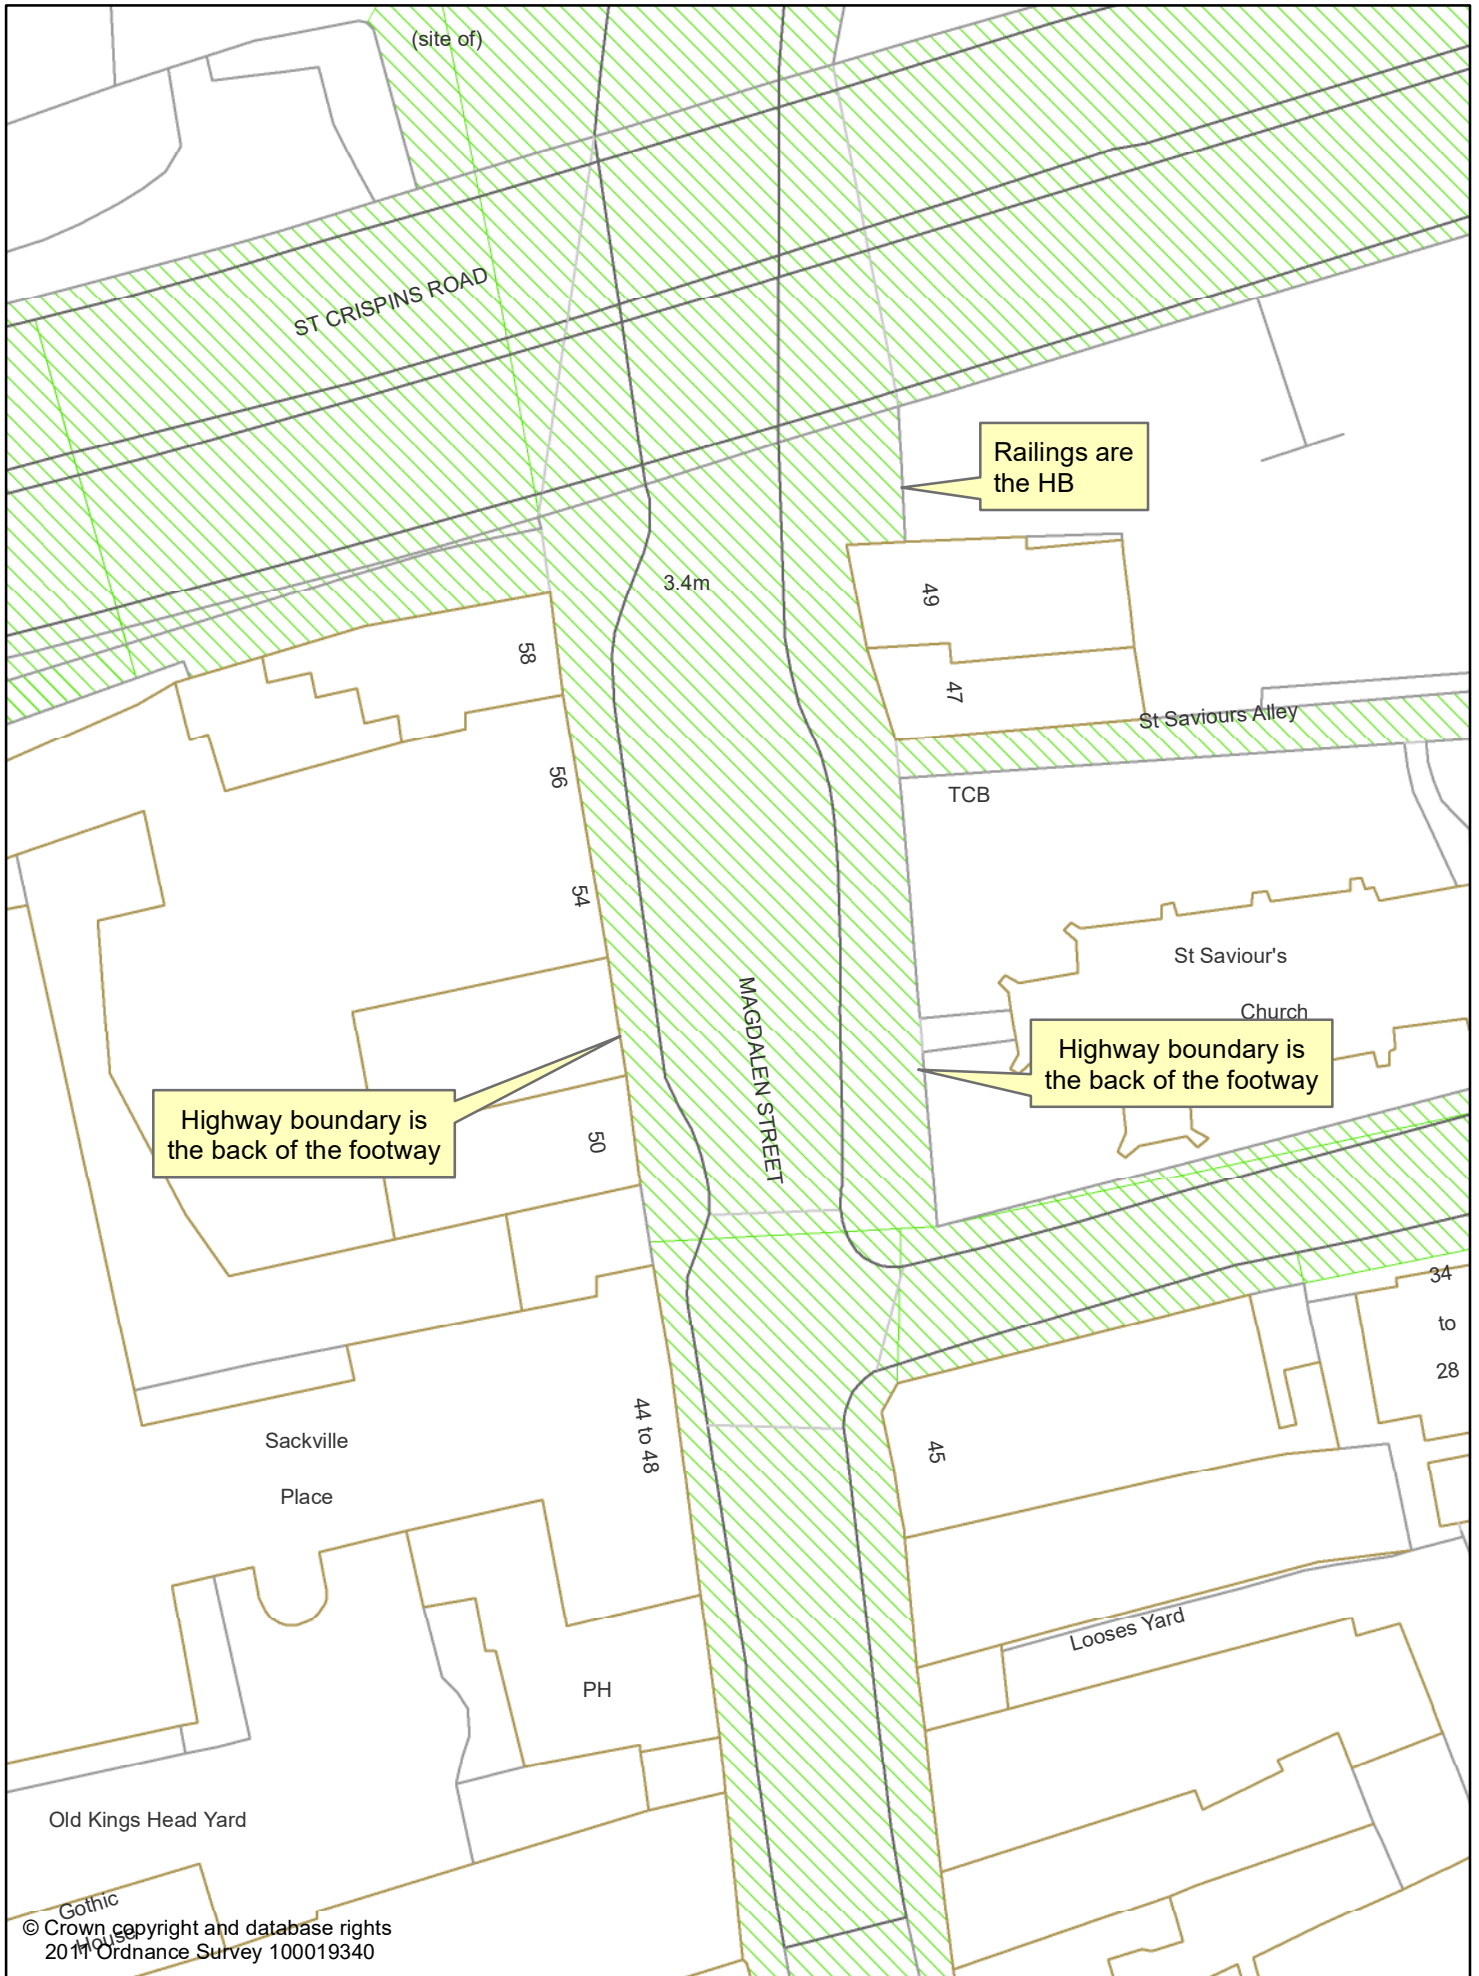 (site of)
ST CRISPINS ROAD
Railings are
the HB
3.4m
49
58
47
St Saviours Alley
56
TCB
54
St Saviour's
Church
MAGDALEN STREET
Highway boundary is
the back of the footway
Highway boundary is
the back of the footway
50
34
to
28
44 to 48
45
Sackville
Place
Looses Yard
PH
Old Kings Head Yard
Gothic
House
© Crown copyright and database rights
2011 Ordnance Survey 100019340